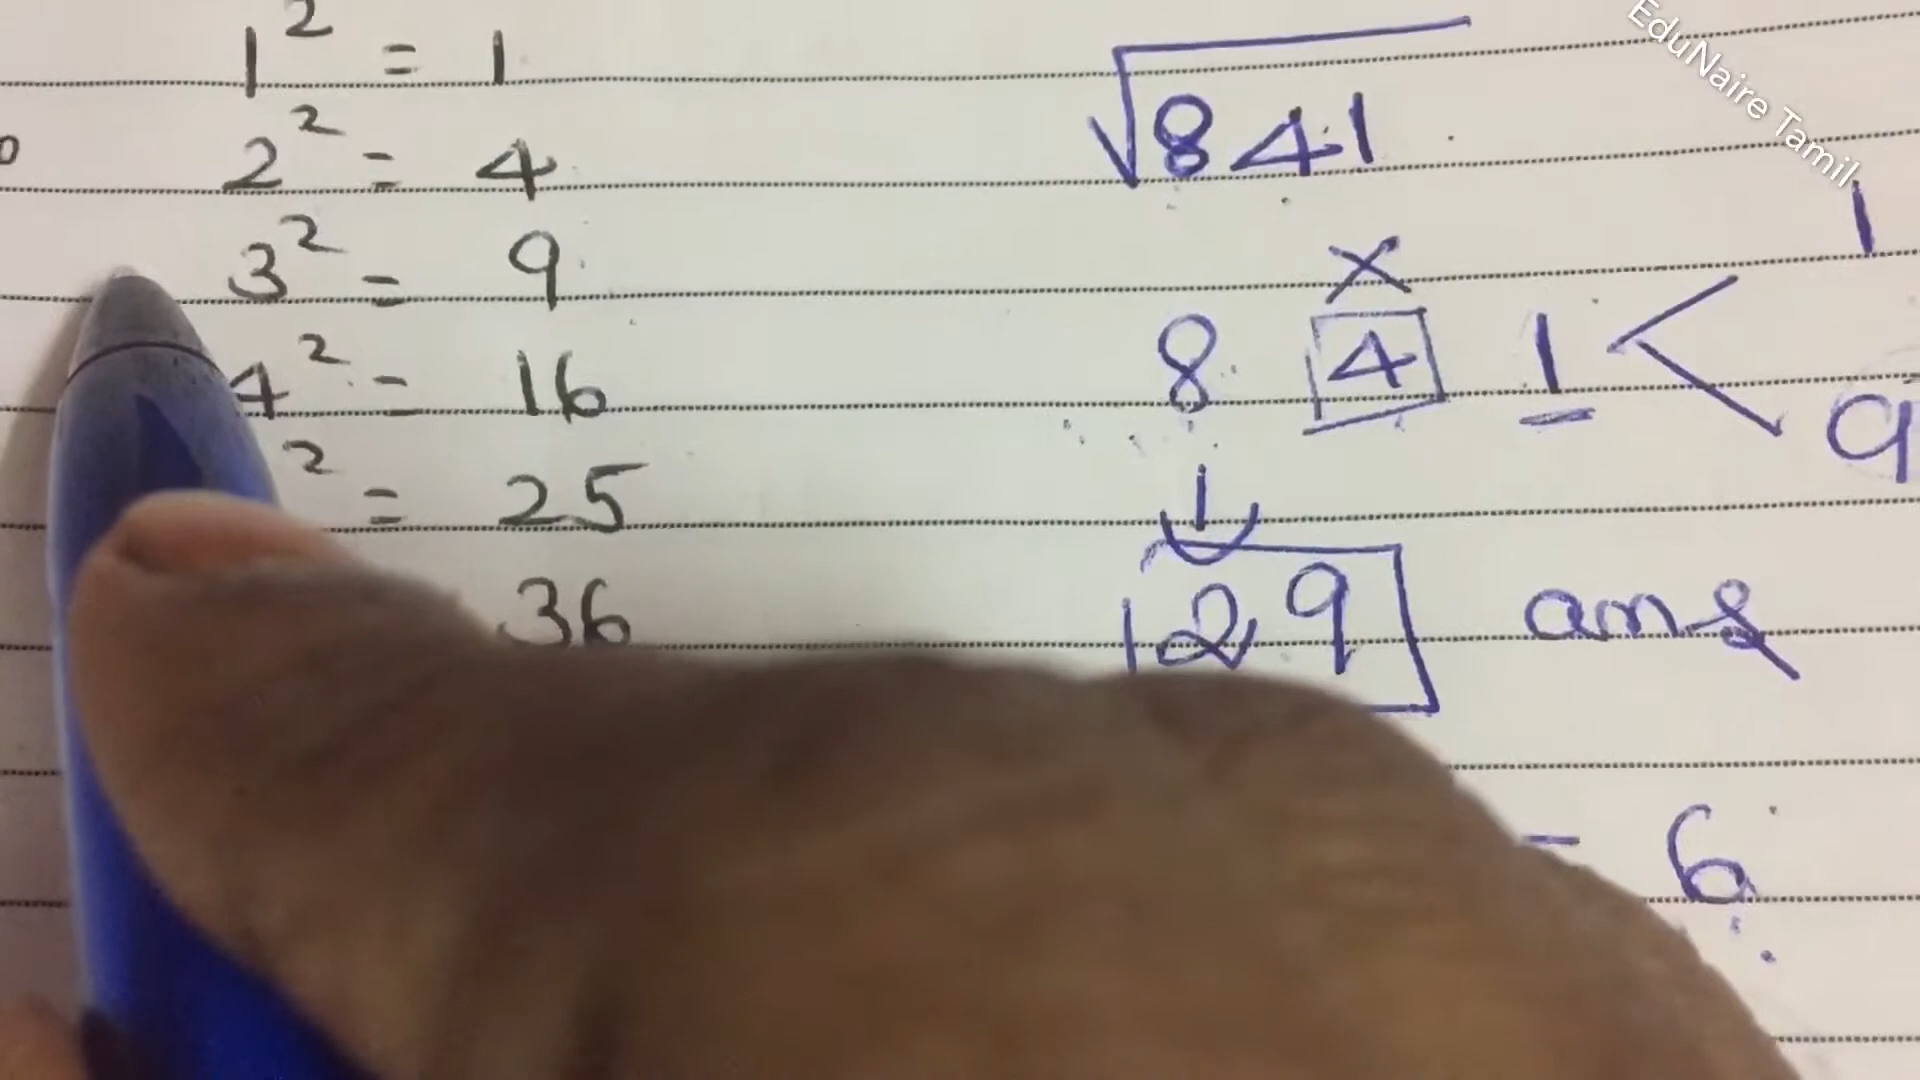 1² = 1
2² = 4
3² = 9
4² = 16
² = 25
36
√841
8 4 1 < 1
9
29 ans
- 6
EduNaire Tamil